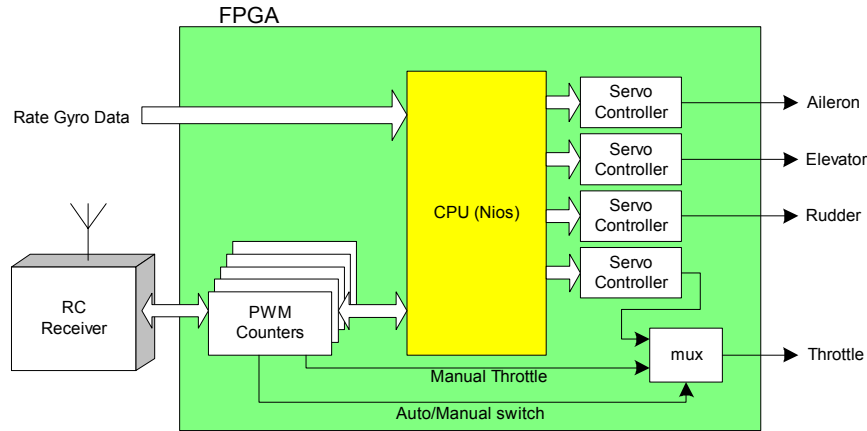 FPGA
Servo
Controller
Aileron
Rate Gyro Data
Servo
Controller
Elevator
CPU (Nios)
Servo
Controller
Rudder
Servo
Controller
RC
Receiver
PWM
Counters
mux
Throttle
Manual Throttle
Auto/Manual switch